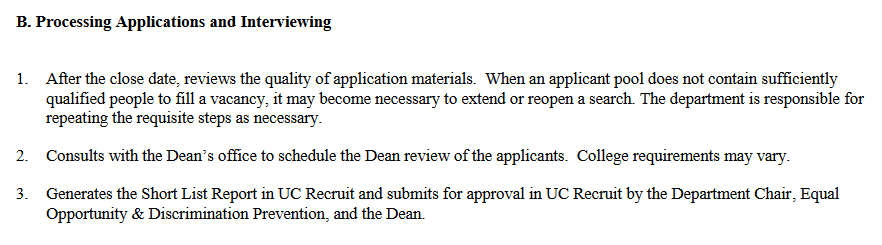 B. Processing Applications and Interviewing
1. After the close date, reviews the quality of application materials.  When an applicant pool does not contain sufficiently
qualified people to fill a vacancy, it may become necessary to extend or reopen a search. The department is responsible for
repeating the requisite steps as necessary.
2. Consults with the Dean’s office to schedule the Dean review of the applicants.  College requirements may vary.
3. Generates the Short List Report in UC Recruit and submits for approval in UC Recruit by the Department Chair, Equal
Opportunity & Discrimination Prevention, and the Dean.